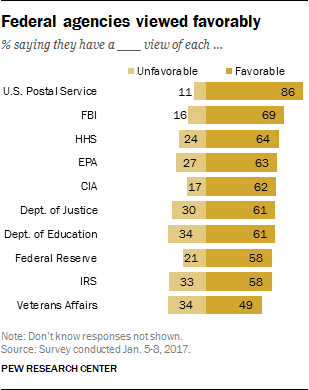 Federal agencies viewed favorably
% saying they have a ____ view of each ...
Unfavorable Favorable
U.S. Postal Service 11 86
FBI 16 69
HHS 24 64
EPA 27 63
CIA 17 62
Dept. of Justice 30 61
Dept. of Education 34 61
Federal Reserve 21 58
IRS 33 58
Veterans Affairs 34 49
Note: Don't know responses not shown.
Source: Survey conducted Jan. 5-8, 2017.
PEW RESEARCH CENTER